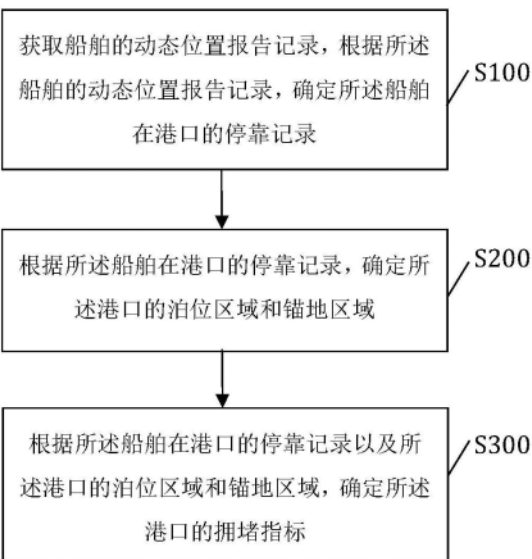 获取船舶的动态位置报告记录，根据所述
船舶的动态位置报告记录，确定所述船舶
在港口的停靠记录
S100
根据所述船舶在港口的停靠记录，确定所
述港口的泊位区域和锚地区域
S200
根据所述船舶在港口的停靠记录以及所
述港口的泊位区域和锚地区域，确定所述
港口的拥堵指标
S300